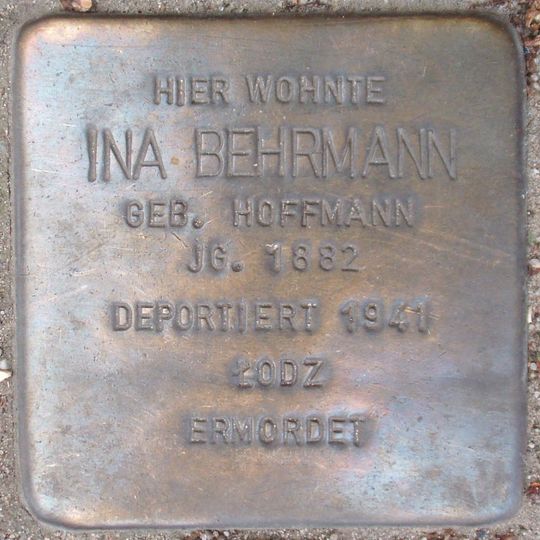 HIER WOHNTE
INA BEHRMANN
GEB. HOFFMANN
JG. 1882
DEPORTIERT 1941
ŁODZ
ERMORDET